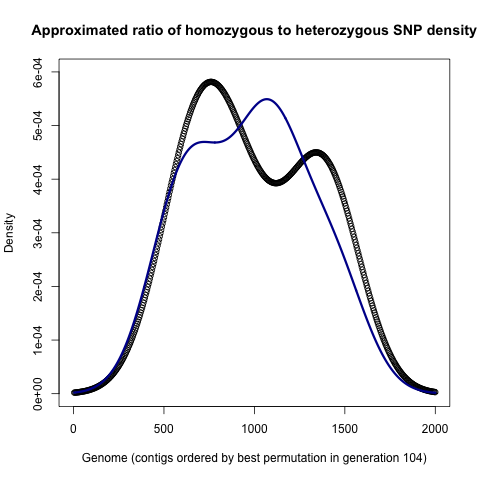 Approximated ratio of homozygous to heterozygous SNP density
6e-04
5e-04
4e-04
3e-04
2e-04
1e-04
0e+00
Density
0 500 1000 1500 2000
Genome (contigs ordered by best permutation in generation 104)